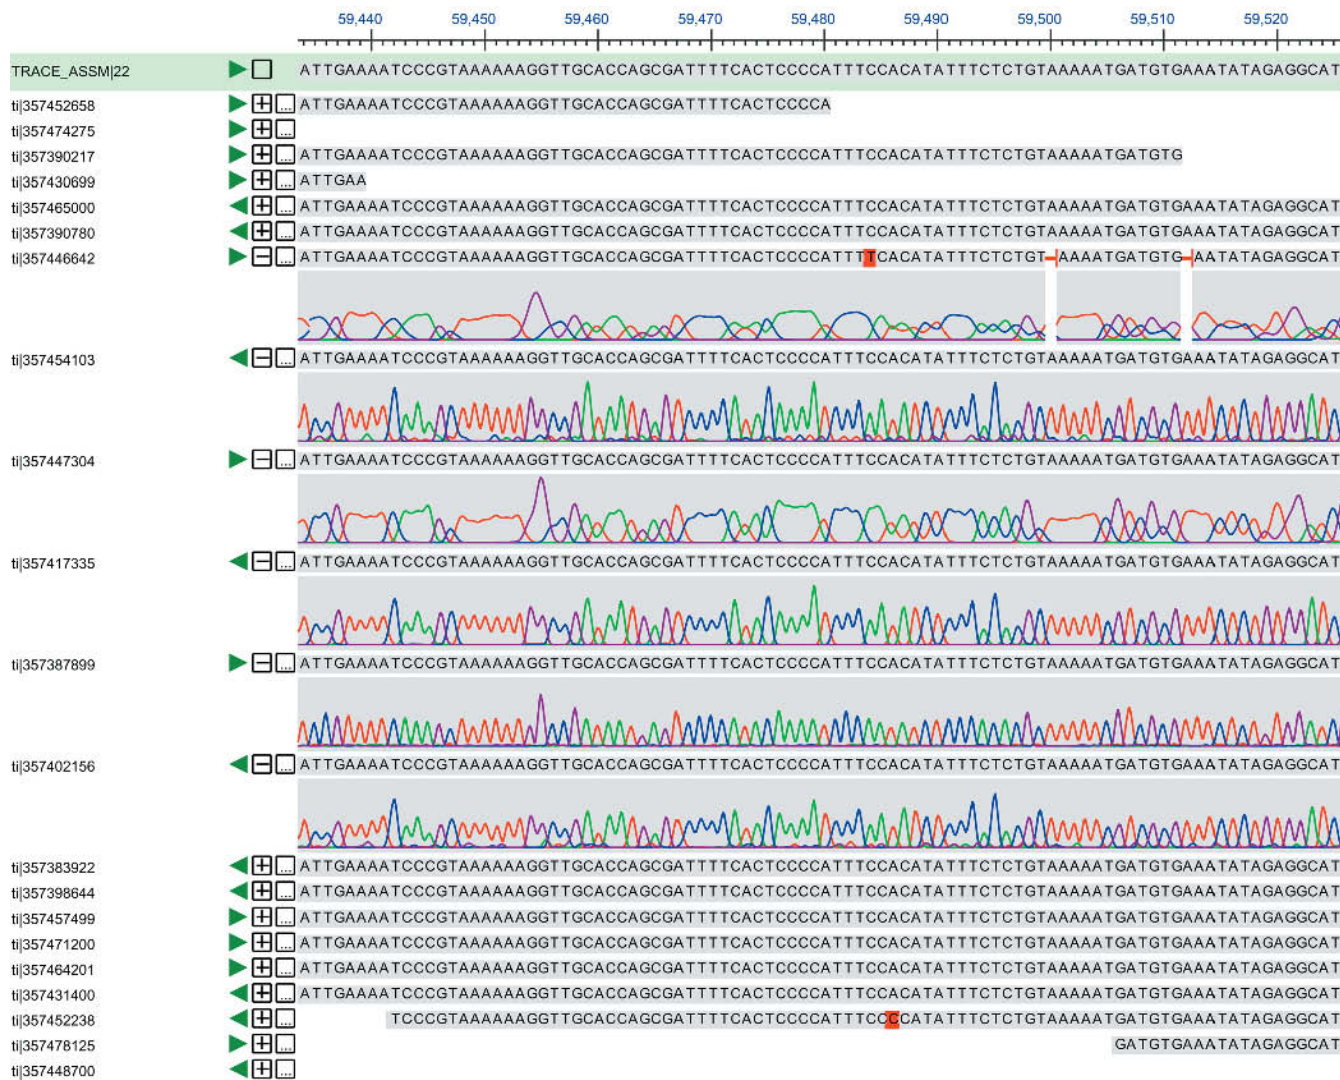 59,440 59,450 59,460 59,470 59,480 59,490 59,500 59,510 59,520
TRACE_ASSM|22 ATTGAAAATCCCGTAAAAAAGGTTGCACCAGCGATTTTCACTCCCCATTTCCACATATTTCTCTGTAAAAATGATGTGAAATATAGAGGCAT
ti|357452658 + ... ATTGAAAATCCCGTAAAAAAGGTTGCACCAGCGATTTTCACTCCCCA
ti|357474275 + ...
ti|357390217 + ... ATTGAAAATCCCGTAAAAAAGGTTGCACCAGCGATTTTCACTCCCCATTTCCACATATTTCTCTGTAAAAATGATGTG
ti|357430699 + ... ATTGAA
ti|357465000 + ... ATTGAAAATCCCGTAAAAAAGGTTGCACCAGCGATTTTCACTCCCCATTTCCACATATTTCTCTGTAAAAATGATGTGAAATATAGAGGCAT
ti|357390780 + ... ATTGAAAATCCCGTAAAAAAGGTTGCACCAGCGATTTTCACTCCCCATTTCCACATATTTCTCTGTAAAAATGATGTGAAATATAGAGGCAT
ti|357446642 − ... ATTGAAAATCCCGTAAAAAAGGTTGCACCAGCGATTTTCACTCCCCATTTTCACATATTTCTCTGT-AAAATGATGTG-AATATAGAGGCAT
ti|357454103 − ... ATTGAAAATCCCGTAAAAAAGGTTGCACCAGCGATTTTCACTCCCCATTTCCACATATTTCTCTGTAAAAATGATGTGAAATATAGAGGCAT
ti|357447304 − ... ATTGAAAATCCCGTAAAAAAGGTTGCACCAGCGATTTTCACTCCCCATTTCCACATATTTCTCTGTAAAAATGATGTGAAATATAGAGGCAT
ti|357417335 − ... ATTGAAAATCCCGTAAAAAAGGTTGCACCAGCGATTTTCACTCCCCATTTCCACATATTTCTCTGTAAAAATGATGTGAAATATAGAGGCAT
ti|357387899 − ... ATTGAAAATCCCGTAAAAAAGGTTGCACCAGCGATTTTCACTCCCCATTTCCACATATTTCTCTGTAAAAATGATGTGAAATATAGAGGCAT
ti|357402156 − ... ATTGAAAATCCCGTAAAAAAGGTTGCACCAGCGATTTTCACTCCCCATTTCCACATATTTCTCTGTAAAAATGATGTGAAATATAGAGGCAT
ti|357383922 + ... ATTGAAAATCCCGTAAAAAAGGTTGCACCAGCGATTTTCACTCCCCATTTCCACATATTTCTCTGTAAAAATGATGTGAAATATAGAGGCAT
ti|357398644 + ... ATTGAAAATCCCGTAAAAAAGGTTGCACCAGCGATTTTCACTCCCCATTTCCACATATTTCTCTGTAAAAATGATGTGAAATATAGAGGCAT
ti|357457499 + ... ATTGAAAATCCCGTAAAAAAGGTTGCACCAGCGATTTTCACTCCCCATTTCCACATATTTCTCTGTAAAAATGATGTGAAATATAGAGGCAT
ti|357471200 + ... ATTGAAAATCCCGTAAAAAAGGTTGCACCAGCGATTTTCACTCCCCATTTCCACATATTTCTCTGTAAAAATGATGTGAAATATAGAGGCAT
ti|357464201 + ... ATTGAAAATCCCGTAAAAAAGGTTGCACCAGCGATTTTCACTCCCCATTTCCACATATTTCTCTGTAAAAATGATGTGAAATATAGAGGCAT
ti|357431400 + ... ATTGAAAATCCCGTAAAAAAGGTTGCACCAGCGATTTTCACTCCCCATTTCCACATATTTCTCTGTAAAAATGATGTGAAATATAGAGGCAT
ti|357452238 + ... TCCCGTAAAAAAGGTTGCACCAGCGATTTTCACTCCCCATTTCCCCATATTTCTCTGTAAAAATGATGTGAAATATAGAGGCAT
ti|357478125 + ... GATGTGAAATATAGAGGCAT
ti|357448700 + ...